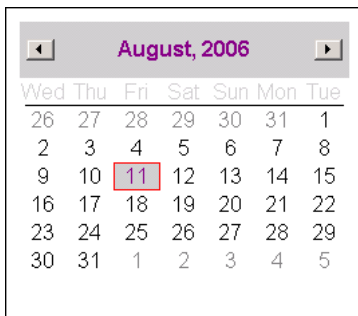 August, 2006
Wed Thu Fri Sat Sun Mon Tue
26 27 28 29 30 31 1
2 3 4 5 6 7 8
9 10 11 12 13 14 15
16 17 18 19 20 21 22
23 24 25 26 27 28 29
30 31 1 2 3 4 5